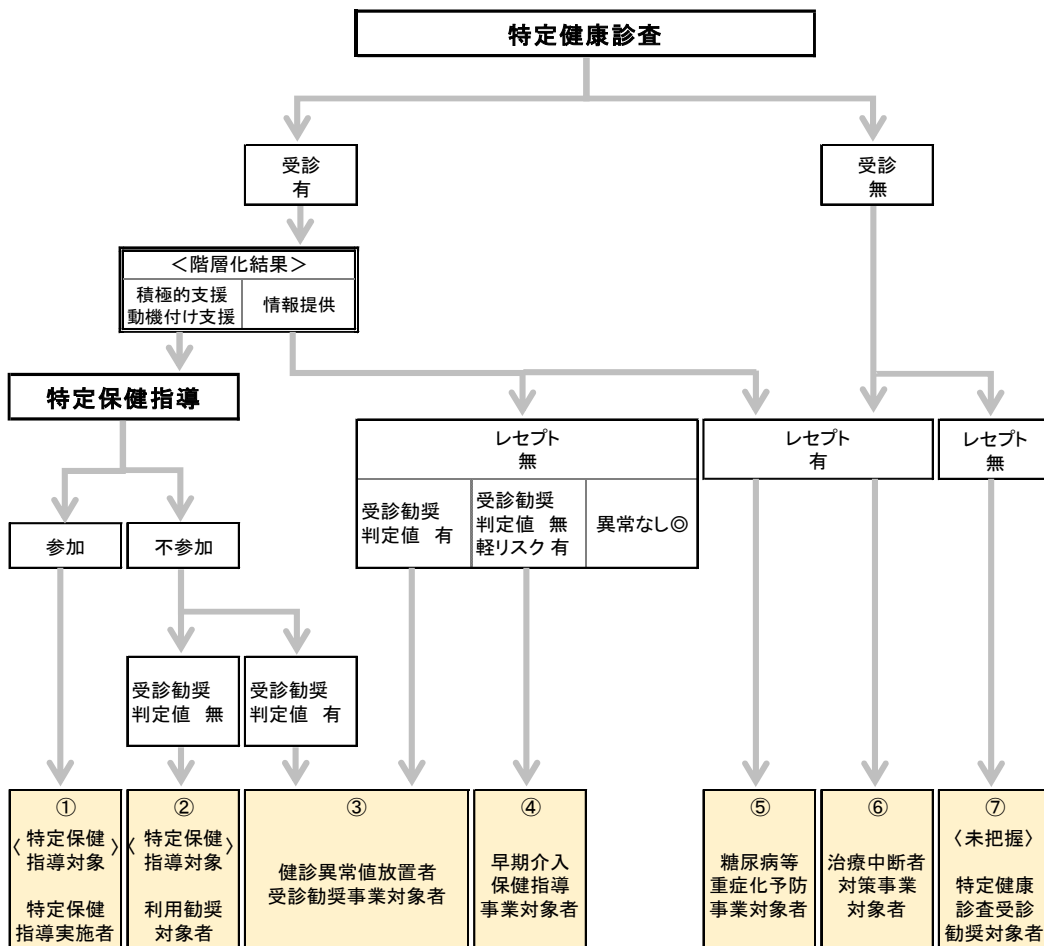 特定健康診査
受診
有
受診
無
＜階層化結果＞
積極的支援
動機付け支援
情報提供
特定保健指導
レセプト
無
レセプト
有
レセプト
無
受診勧奨
判定値　有
受診勧奨
判定値　無
軽リスク 有
異常なし◎
参加
不参加
受診勧奨
判定値　無
受診勧奨
判定値　有
①
〈特定保健
指導対象〉
特定保健
指導実施者
②
〈特定保健
指導対象〉
利用勧奨
対象者
③
健診異常値放置者
受診勧奨事業対象者
④
早期介入
保健指導
事業対象者
⑤
糖尿病等
重症化予防
事業対象者
⑥
治療中断者
対策事業
対象者
⑦
〈未把握〉
特定健康
診査受診
勧奨対象者